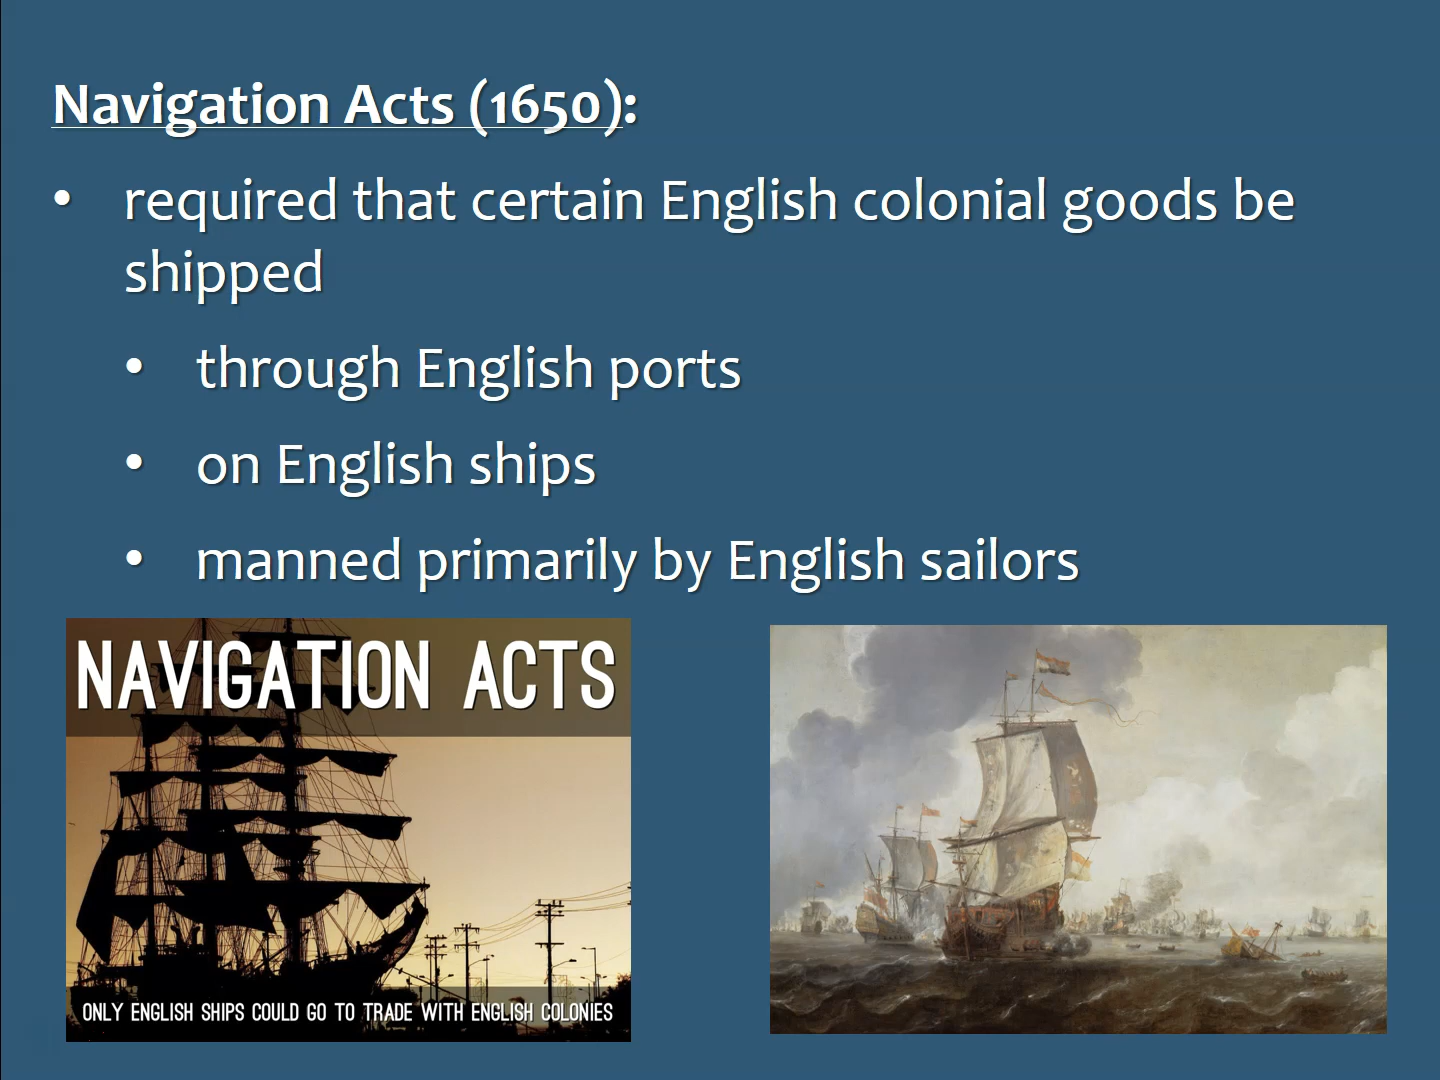 Navigation Acts (1650):
• required that certain English colonial goods be
shipped
• through English ports
• on English ships
• manned primarily by English sailors
NAVIGATION ACTS
ONLY ENGLISH SHIPS COULD GO TO TRADE WITH ENGLISH COLONIES